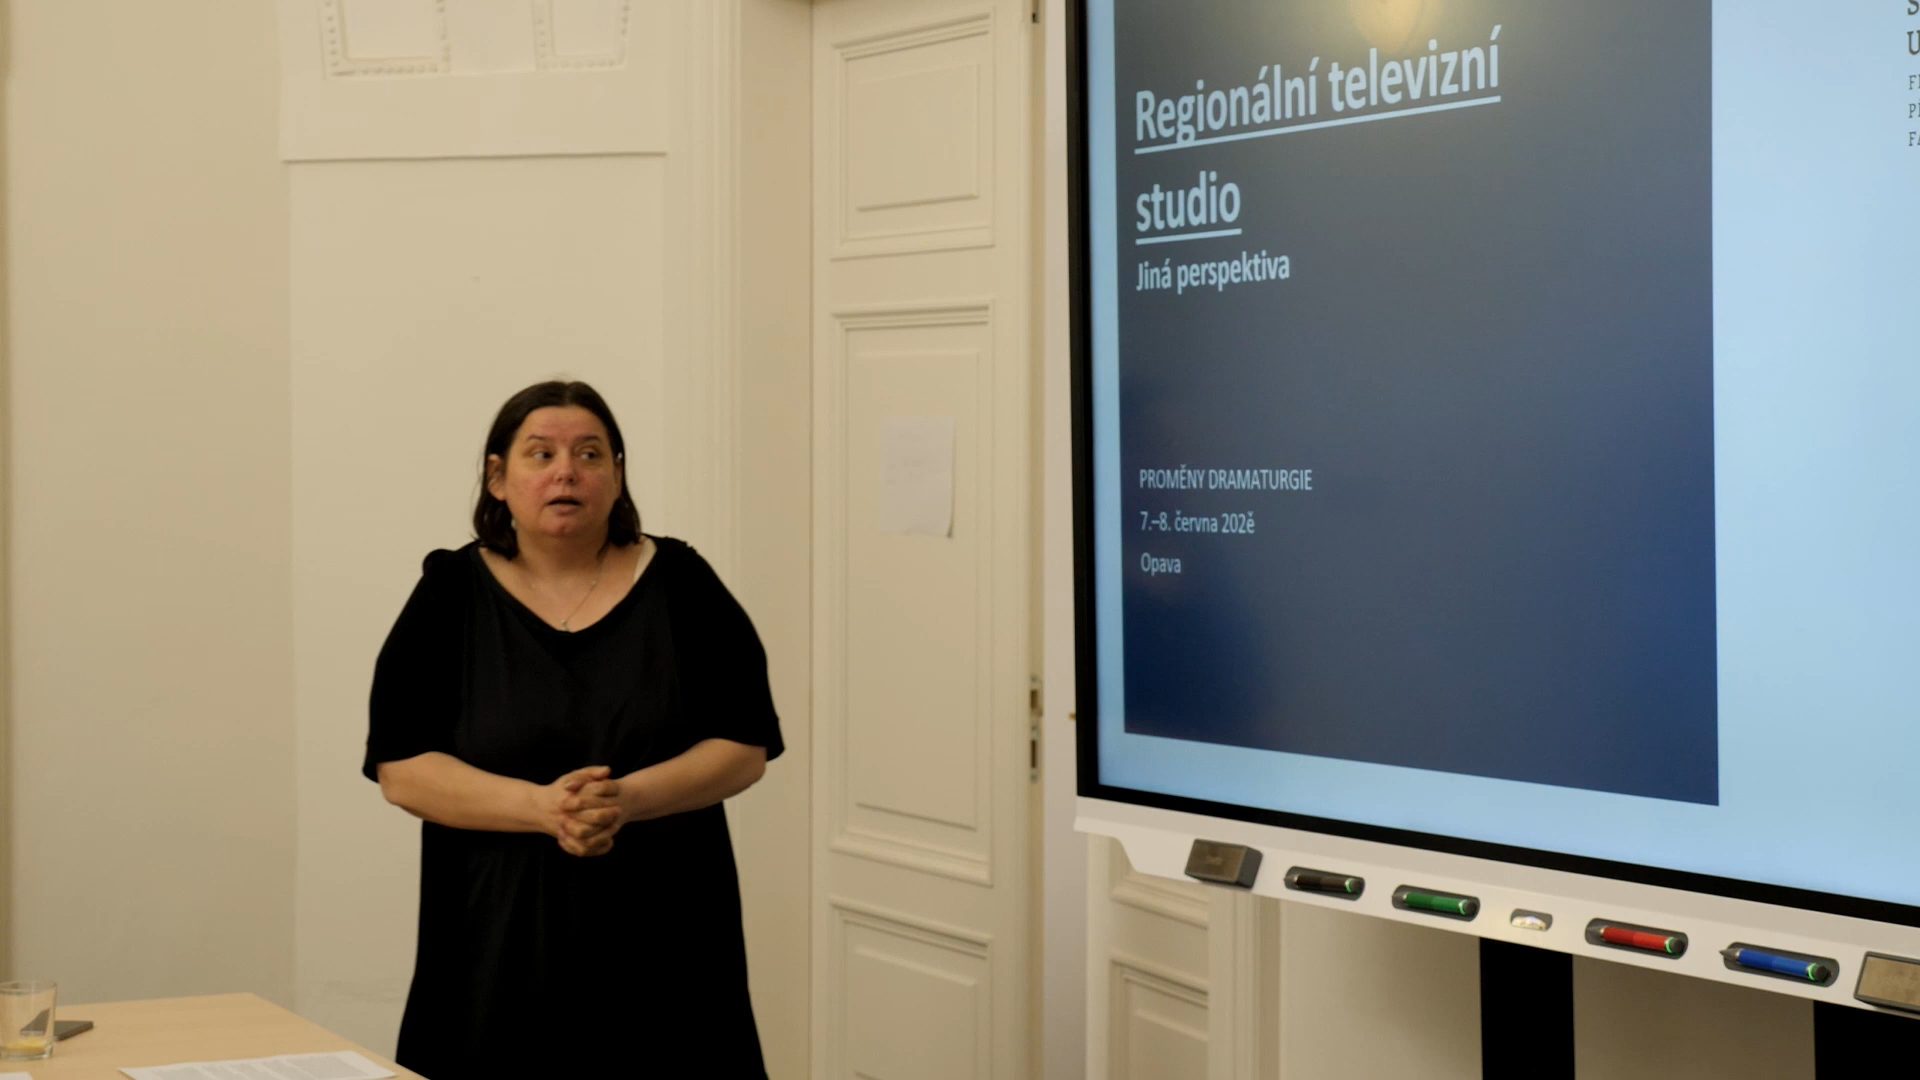 Regionální televizní
studio
Jiná perspektiva
PROMĚNY DRAMATURGIE
7.–8. června 202ě
Opava